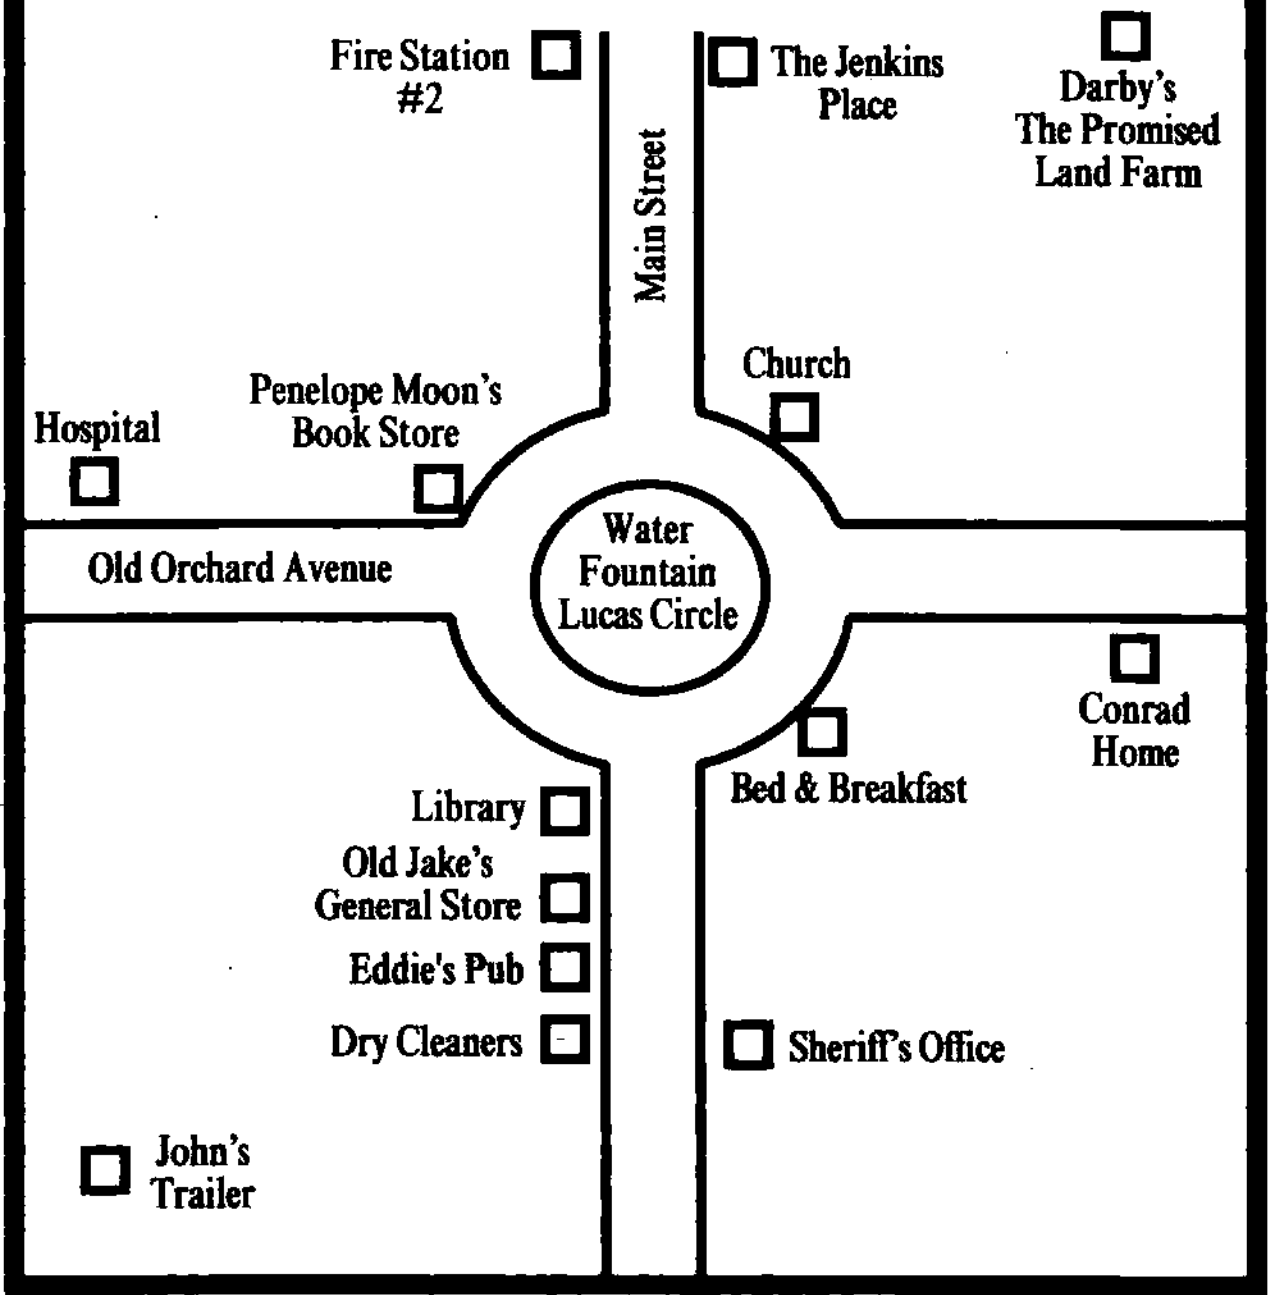 Fire Station
#2
The Jenkins
Place
Darby's
The Promised
Land Farm
Main Street
Church
Penelope Moon's
Book Store
Hospital
Water
Fountain
Lucas Circle
Old Orchard Avenue
Conrad
Home
Bed & Breakfast
Library
Old Jake's
General Store
Eddie's Pub
Dry Cleaners
Sheriff's Office
John's
Trailer